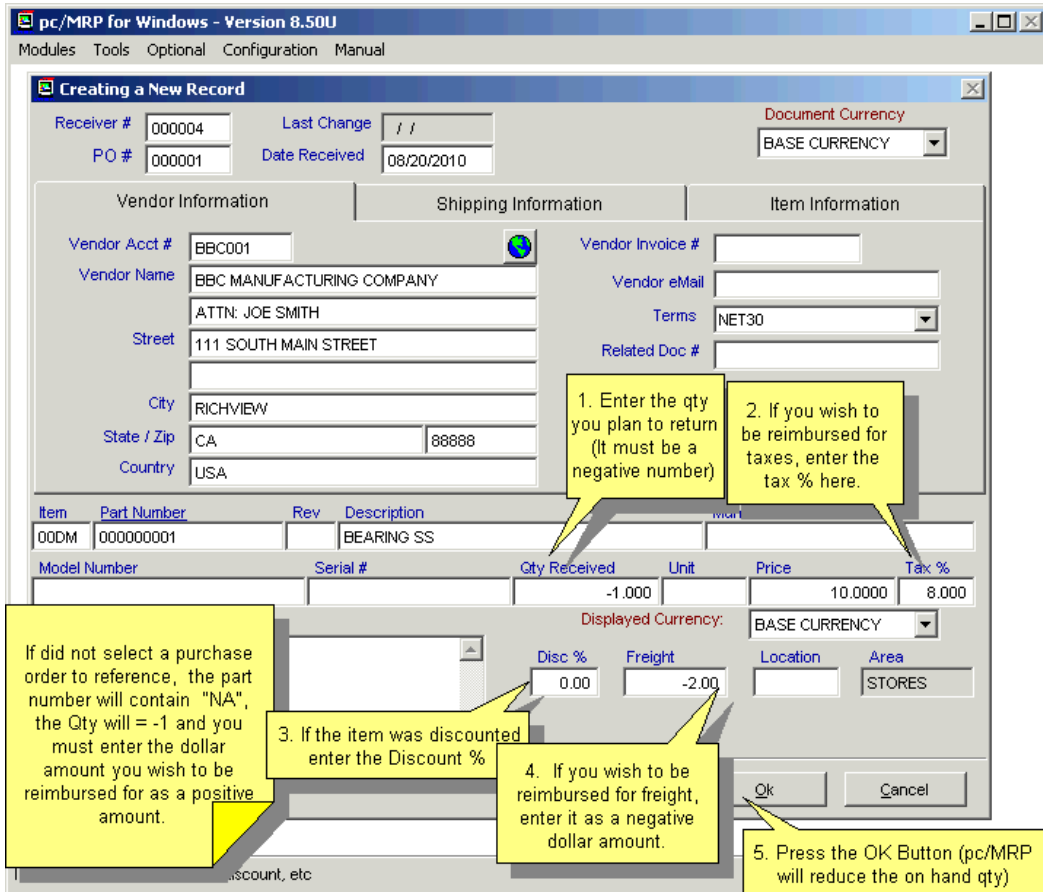 pc/MRP for Windows - Version 8.50U
Modules Tools Optional Configuration Manual
Creating a New Record
Receiver # 000004 Last Change / / Document Currency
PO # 000001 Date Received 08/20/2010 BASE CURRENCY
Vendor Information Shipping Information Item Information
Vendor Acct # BBC001 Vendor Invoice #
Vendor Name BBC MANUFACTURING COMPANY Vendor eMail
ATTN: JOE SMITH Terms NET30
Street 111 SOUTH MAIN STREET Related Doc #
City RICHVIEW
State / Zip CA 88888
Country USA
1. Enter the qty
you plan to return
(It must be a
negative number)
2. If you wish to
be reimbursed for
taxes, enter the
tax % here.
Item Part Number Rev Description
00DM 000000001 BEARING SS
Model Number Serial # Qty Received Unit Price Tax %
-1.000 10.0000 8.000
Displayed Currency: BASE CURRENCY
Disc % Freight Location Area
0.00 -2.00 STORES
If did not select a purchase
order to reference, the part
number will contain "NA",
the Qty will = -1 and you
must enter the dollar
amount you wish to be
reimbursed for as a positive
amount.
3. If the item was discounted
enter the Discount %
4. If you wish to be
reimbursed for freight,
enter it as a negative
dollar amount.
Ok Cancel
5. Press the OK Button (pc/MRP
will reduce the on hand qty)
etc